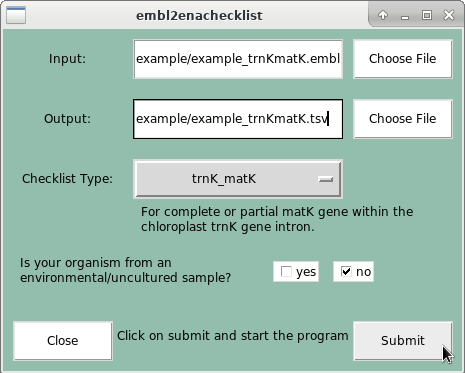 embl2enachecklist
Input:
example/example_trnKmatK.embl
Choose File
Output:
example/example_trnKmatK.tsv
Choose File
Checklist Type:
trnK_matK
For complete or partial matK gene within the
chloroplast trnK gene intron.
Is your organism from an
environmental/uncultured sample?
yes
no
Close
Click on submit and start the program
Submit